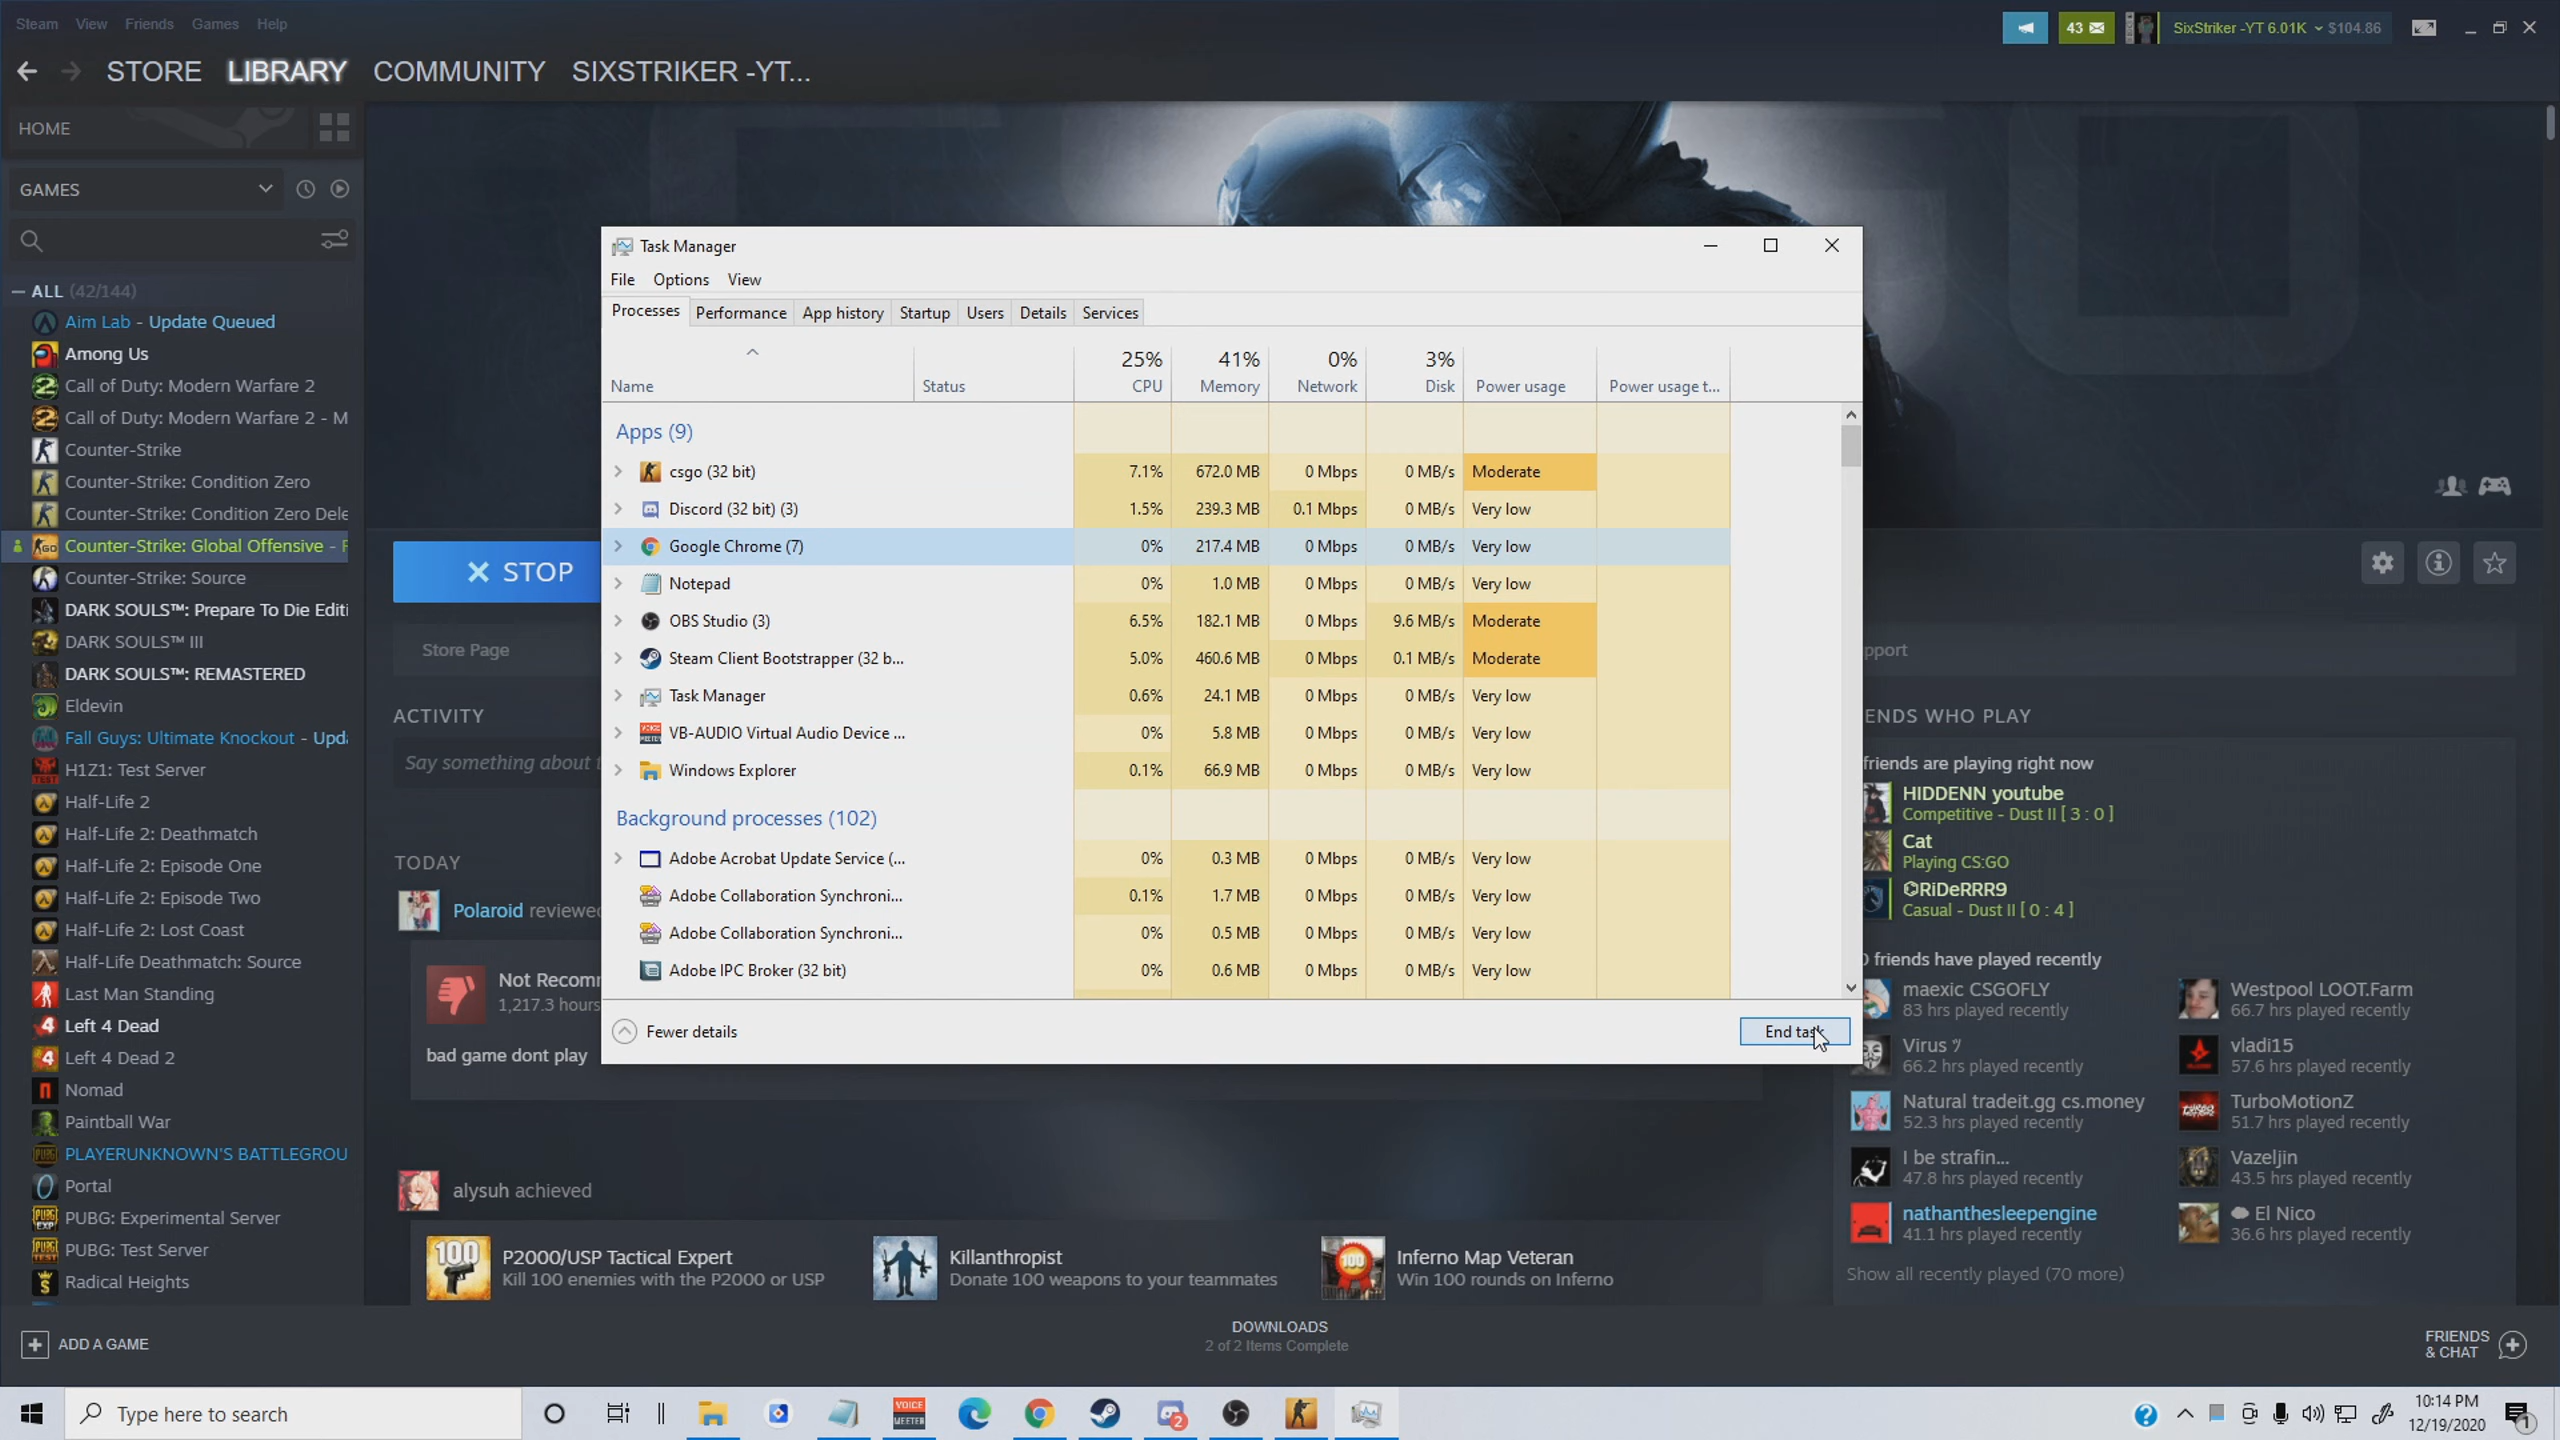 Steam View Friends Games Help
43
SixStriker -YT 6.01K $104.86
STORE LIBRARY COMMUNITY SIXSTRIKER -YT...
HOME
GAMES
ALL (42/144)
Aim Lab - Update Queued
Among Us
Call of Duty: Modern Warfare 2
Call of Duty: Modern Warfare 2 - M
Counter-Strike
Counter-Strike: Condition Zero
Counter-Strike: Condition Zero Dele
Counter-Strike: Global Offensive -
Counter-Strike: Source
DARK SOULS™: Prepare To Die Editi
DARK SOULS™ III
DARK SOULS™: REMASTERED
Eldevin
Fall Guys: Ultimate Knockout - Upda
H1Z1: Test Server
Half-Life 2
Half-Life 2: Deathmatch
Half-Life 2: Episode One
Half-Life 2: Episode Two
Half-Life 2: Lost Coast
Half-Life Deathmatch: Source
Last Man Standing
Left 4 Dead
Left 4 Dead 2
Nomad
Paintball War
PLAYERUNKNOWN'S BATTLEGROU
Portal
PUBG: Experimental Server
PUBG: Test Server
Radical Heights
ADD A GAME
STOP
Store Page
pport
ACTIVITY
Say something about t
TODAY
Polaroid reviewed
Not Recomm
1,217.3 hours
bad game dont play
alysuh achieved
P2000/USP Tactical Expert
Kill 100 enemies with the P2000 or USP
Killanthropist
Donate 100 weapons to your teammates
Inferno Map Veteran
Win 100 rounds on Inferno
Task Manager
File Options View
Processes Performance App history Startup Users Details Services
25% 41% 0% 3%
Name Status CPU Memory Network Disk Power usage Power usage t...
Apps (9)
csgo (32 bit) 7.1% 672.0 MB 0 Mbps 0 MB/s Moderate
Discord (32 bit) (3) 1.5% 239.3 MB 0.1 Mbps 0 MB/s Very low
Google Chrome (7) 0% 217.4 MB 0 Mbps 0 MB/s Very low
Notepad 0% 1.0 MB 0 Mbps 0 MB/s Very low
OBS Studio (3) 6.5% 182.1 MB 0 Mbps 9.6 MB/s Moderate
Steam Client Bootstrapper (32 b... 5.0% 460.6 MB 0 Mbps 0.1 MB/s Moderate
Task Manager 0.6% 24.1 MB 0 Mbps 0 MB/s Very low
VB-AUDIO Virtual Audio Device ... 0% 5.8 MB 0 Mbps 0 MB/s Very low
Windows Explorer 0.1% 66.9 MB 0 Mbps 0 MB/s Very low
Background processes (102)
Adobe Acrobat Update Service (... 0% 0.3 MB 0 Mbps 0 MB/s Very low
Adobe Collaboration Synchroni... 0.1% 1.7 MB 0 Mbps 0 MB/s Very low
Adobe Collaboration Synchroni... 0% 0.5 MB 0 Mbps 0 MB/s Very low
Adobe IPC Broker (32 bit) 0% 0.6 MB 0 Mbps 0 MB/s Very low
Fewer details
End task
ENDS WHO PLAY
friends are playing right now
HIDDENN youtube
Competitive - Dust II [ 3 : 0 ]
Cat
Playing CS:GO
RiDeRRR9
Casual - Dust II [ 0 : 4 ]
friends have played recently
maexic CSGOFLY
83 hrs played recently
Westpool LOOT.Farm
66.7 hrs played recently
Virus ツ
66.2 hrs played recently
vladi15
57.6 hrs played recently
Natural tradeit.gg cs.money
52.3 hrs played recently
TurboMotionZ
51.7 hrs played recently
I be strafin...
47.8 hrs played recently
Vazeljin
43.5 hrs played recently
nathanthesleepengine
41.1 hrs played recently
El Nico
36.6 hrs played recently
Show all recently played (70 more)
DOWNLOADS
2 of 2 Items Complete
FRIENDS
& CHAT
Type here to search
VOICE
MEETER
2
10:14 PM
12/19/2020
1